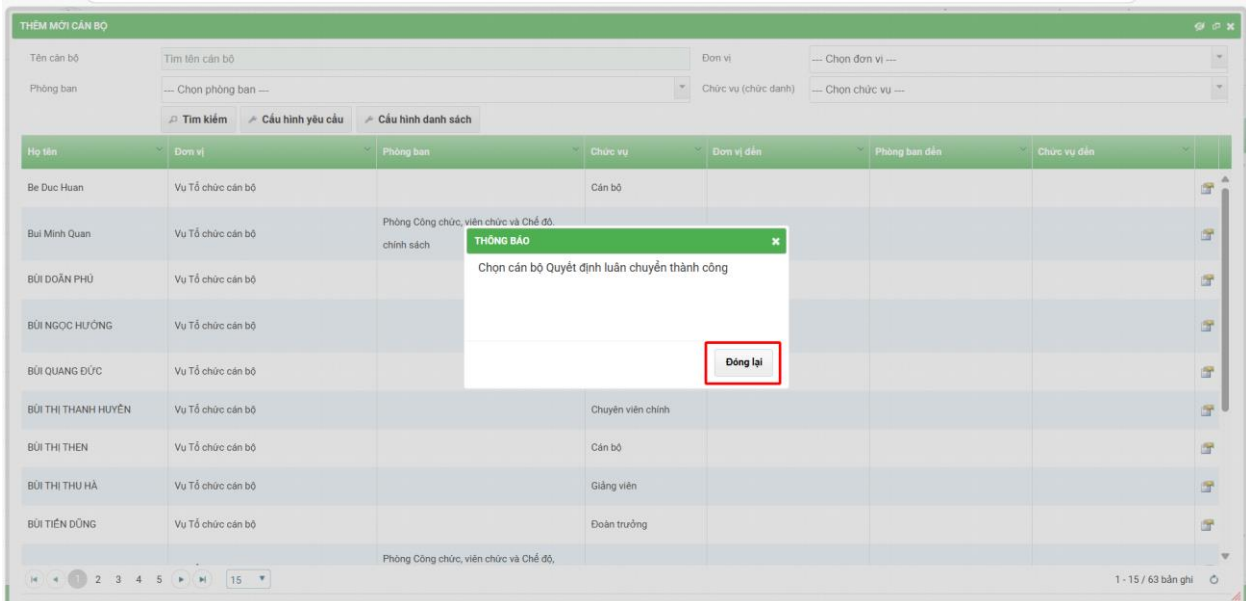 THÊM MỚI CÁN BỘ
Tên cán bộ
Tìm tên cán bộ
Đơn vị
--- Chọn đơn vị ---
Phòng ban
--- Chọn phòng ban ---
Chức vụ (chức danh)
--- Chọn chức vụ ---
Tìm kiếm
Cấu hình yêu cầu
Cấu hình danh sách
Họ tên
Đơn vị
Phòng ban
Chức vụ
Đơn vị đến
Phòng ban đến
Chức vụ đến
Be Duc Huan
Vụ Tổ chức cán bộ
Cán bộ
Bui Minh Quan
Vụ Tổ chức cán bộ
Phòng Công chức, viên chức và Chế độ,
chính sách
BÙI DOÃN PHÚ
Vụ Tổ chức cán bộ
BÙI NGỌC HƯỚNG
Vụ Tổ chức cán bộ
BÙI QUANG ĐỨC
Vụ Tổ chức cán bộ
BÙI THỊ THANH HUYỀN
Vụ Tổ chức cán bộ
Chuyên viên chính
BÙI THỊ THEN
Vụ Tổ chức cán bộ
Cán bộ
BÙI THỊ THU HÀ
Vụ Tổ chức cán bộ
Giảng viên
BÙI TIẾN DŨNG
Vụ Tổ chức cán bộ
Đoàn trưởng
Phòng Công chức, viên chức và Chế độ,
THÔNG BÁO
Chọn cán bộ Quyết định luân chuyển thành công
Đóng lại
1 2 3 4 5
15
1 - 15 / 63 bản ghi